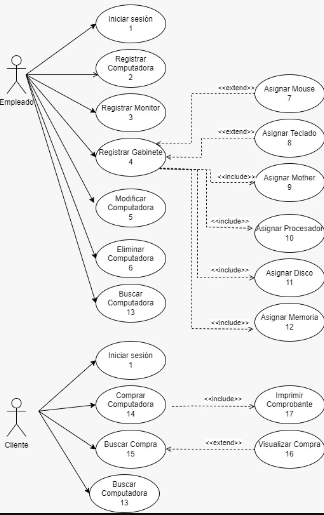 Iniciar sesión
1
Empleado
Registrar
Computadora
2
Registrar Monitor
3
Registrar Gabinete
4
Modificar
Computadora
5
Eliminar
Computadora
6
Buscar
Computadora
13
<<extend>>
Asignar Mouse
7
<<extend>>
Asignar Teclado
8
<<include>>
Asignar Mother
9
<<include>>
Asignar Procesador
10
<<include>>
Asignar Disco
11
<<include>>
Asignar Memoria
12
Iniciar sesión
1
Cliente
Comprar
Computadora
14
<<include>>
Imprimir
Comprobante
17
Buscar Compra
15
<<extend>>
Visualizar Compra
16
Buscar
Computadora
13